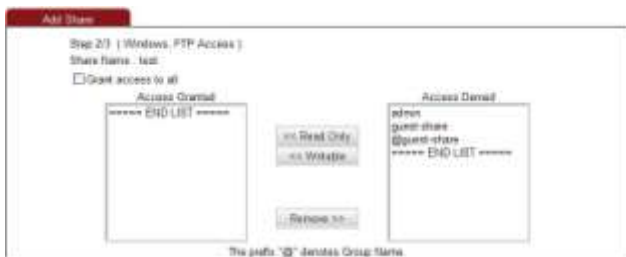 Add Share
Step 2/3 ( Windows, FTP Access )
Share Name : test
Grant access to all
Access Granted
===== END LIST =====
<< Read Only
<< Writable
Remove >>
Access Denied
admin
guest-share
@guest-share
===== END LIST =====
The prefix "@" denotes Group Name